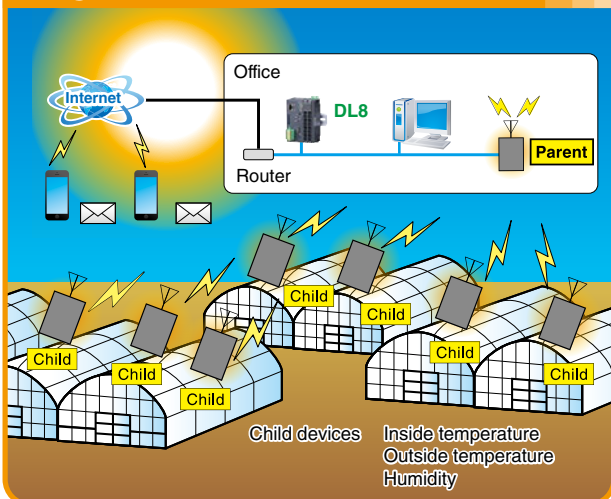 Office
Internet
DL8
Router
Parent
Child
Child
Child
Child
Child
Child
Child
Child devices
Inside temperature
Outside temperature
Humidity